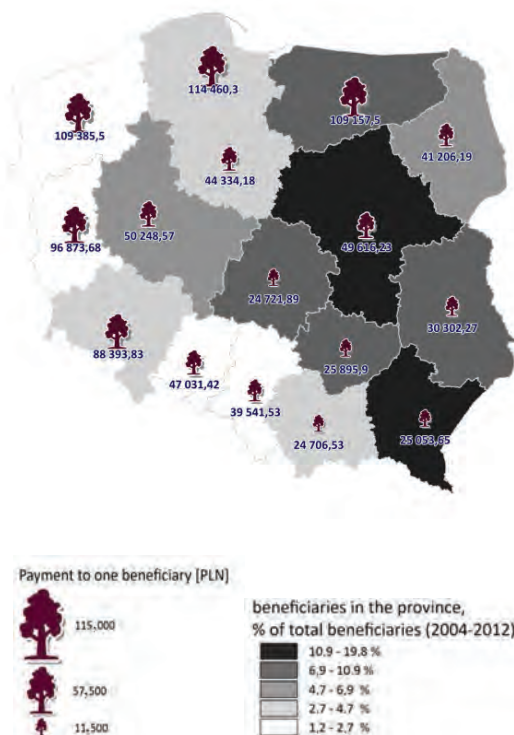 114 460,3
109 385,5
109 157,5
41 206,19
44 334,18
50 248,57
96 873,68
49 616,23
24 721,89
30 302,27
88 393,83
25 895,9
47 031,42
39 541,53
24 706,53
25 053,65
Payment to one beneficiary [PLN]
115,000
57,500
11,500
beneficiaries in the province,
% of total beneficiaries (2004-2012)
10.9 - 19.8 %
6,9 - 10.9 %
4.7 - 6.9 %
2.7 - 4.7 %
1.2 - 2.7 %